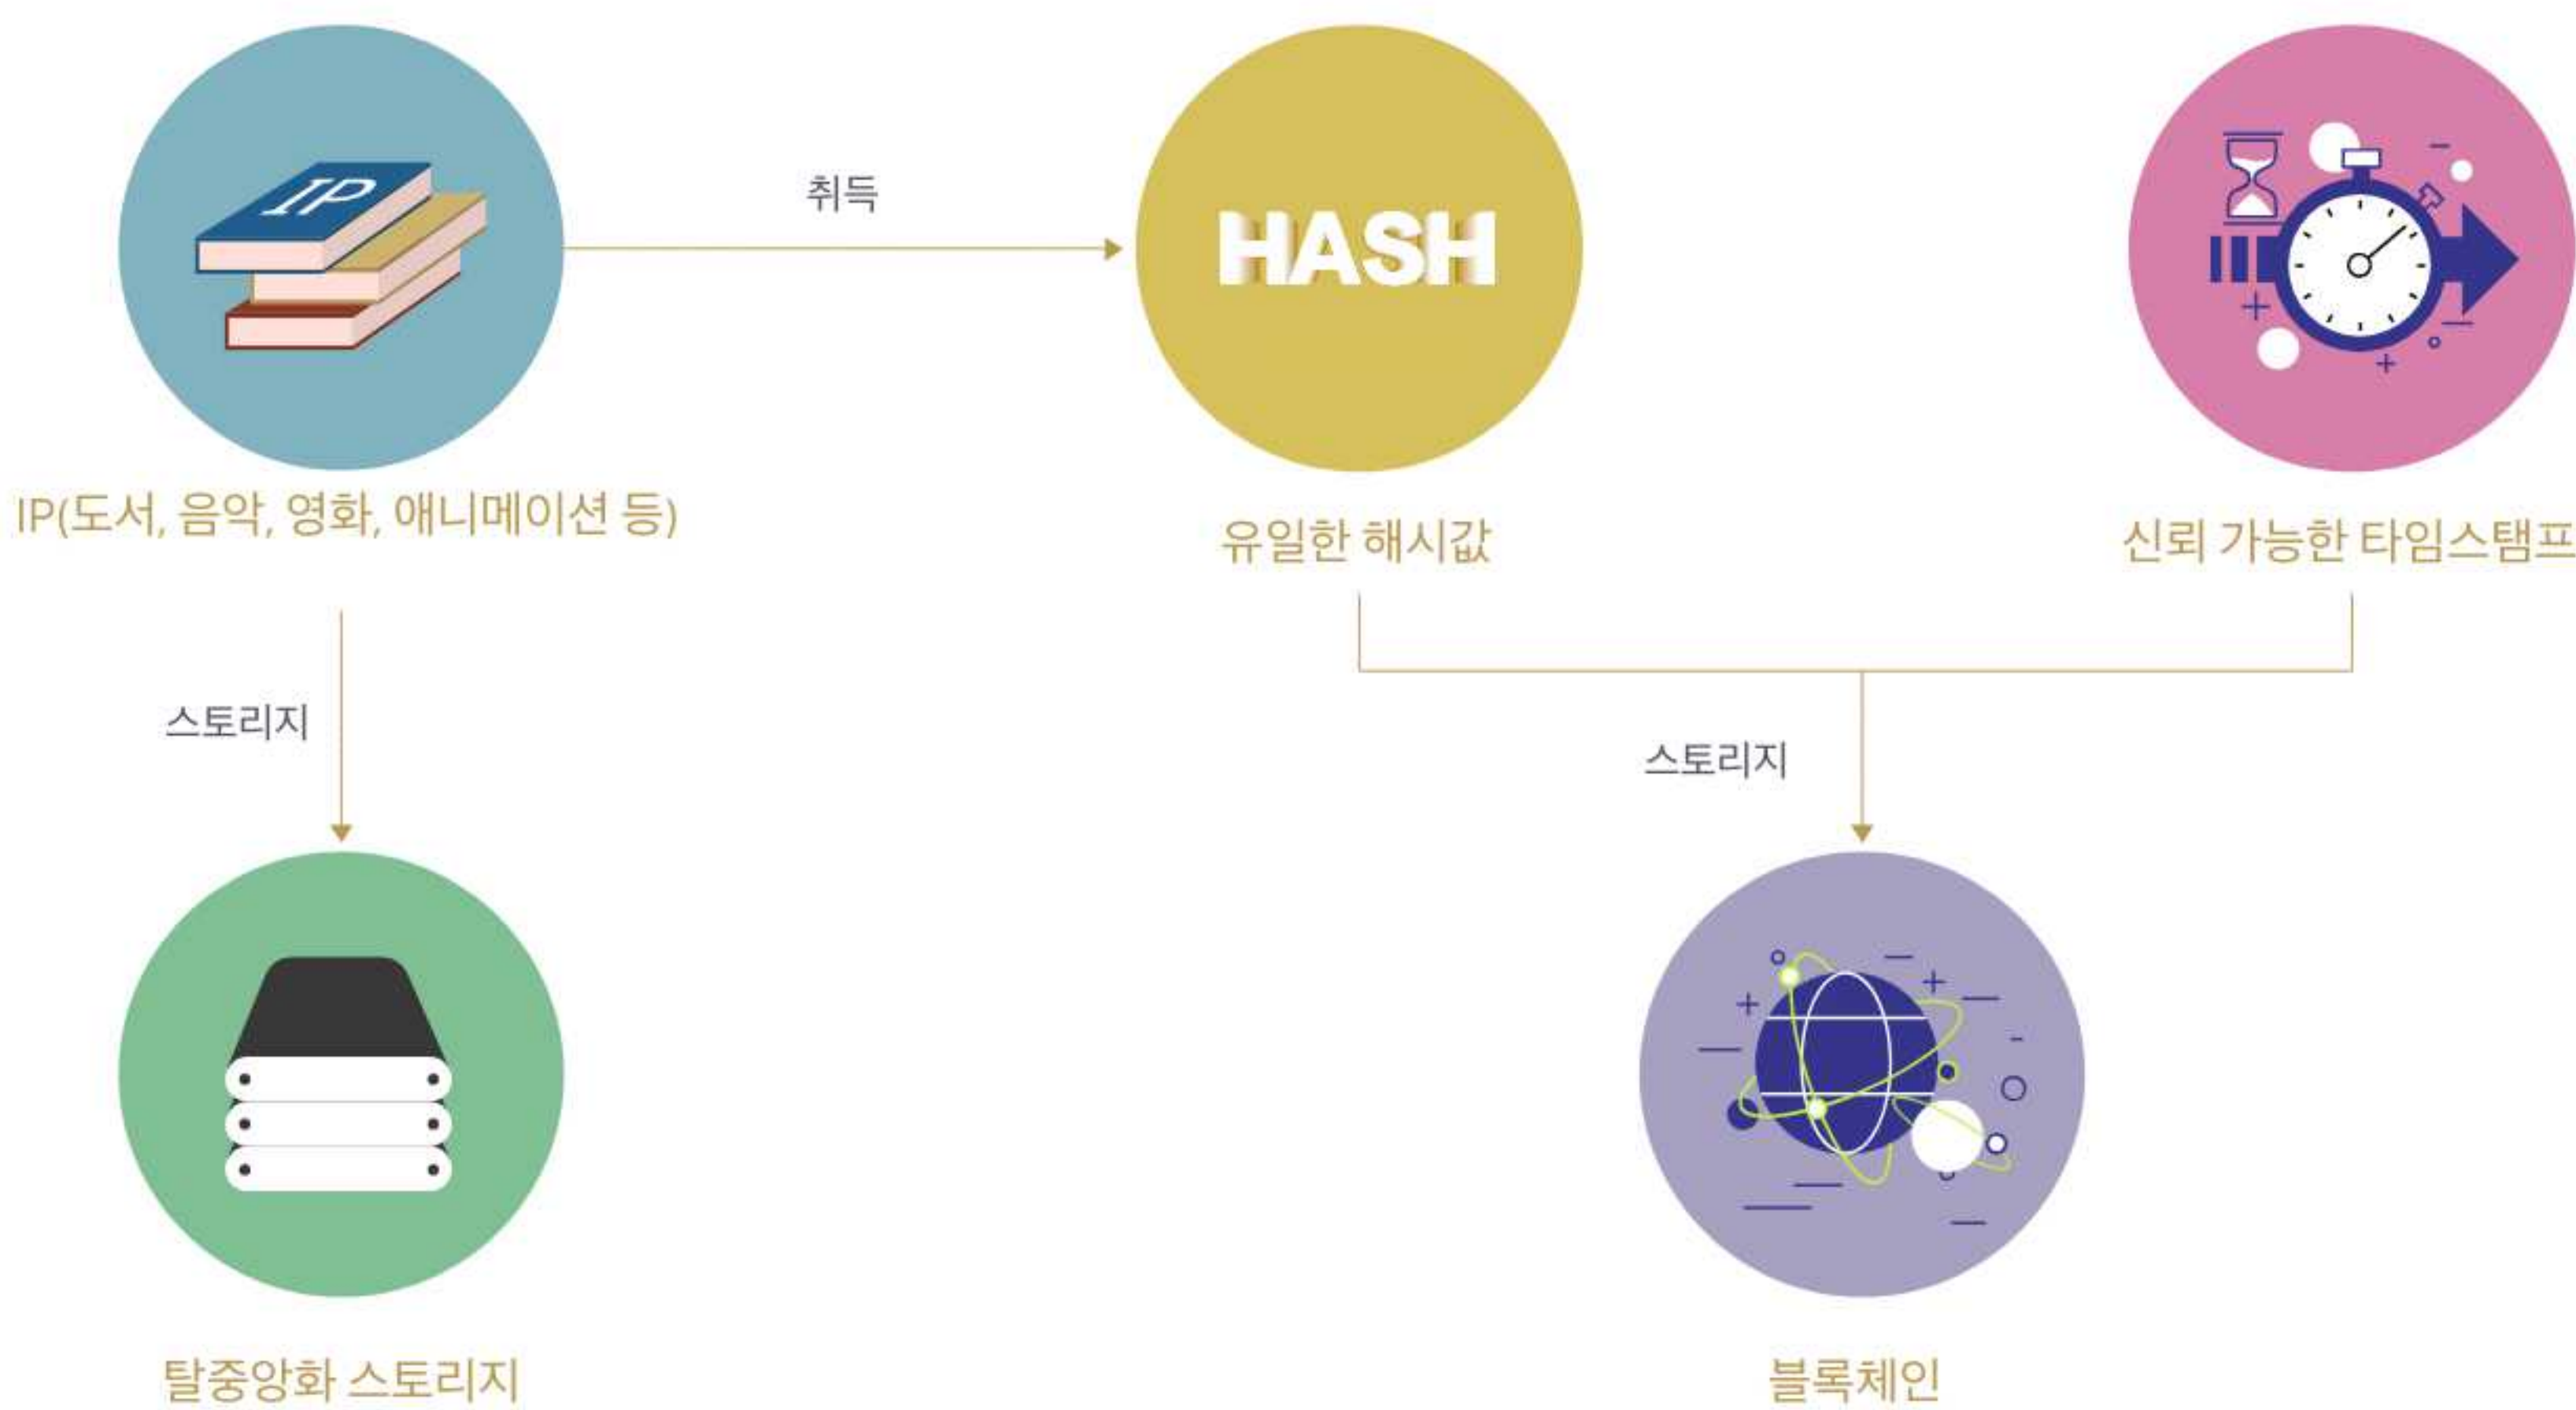 IP
취득
HASH
IP(도서, 음악, 영화, 애니메이션 등)
유일한 해시값
신뢰 가능한 타임스탬프
스토리지
스토리지
탈중앙화 스토리지
블록체인